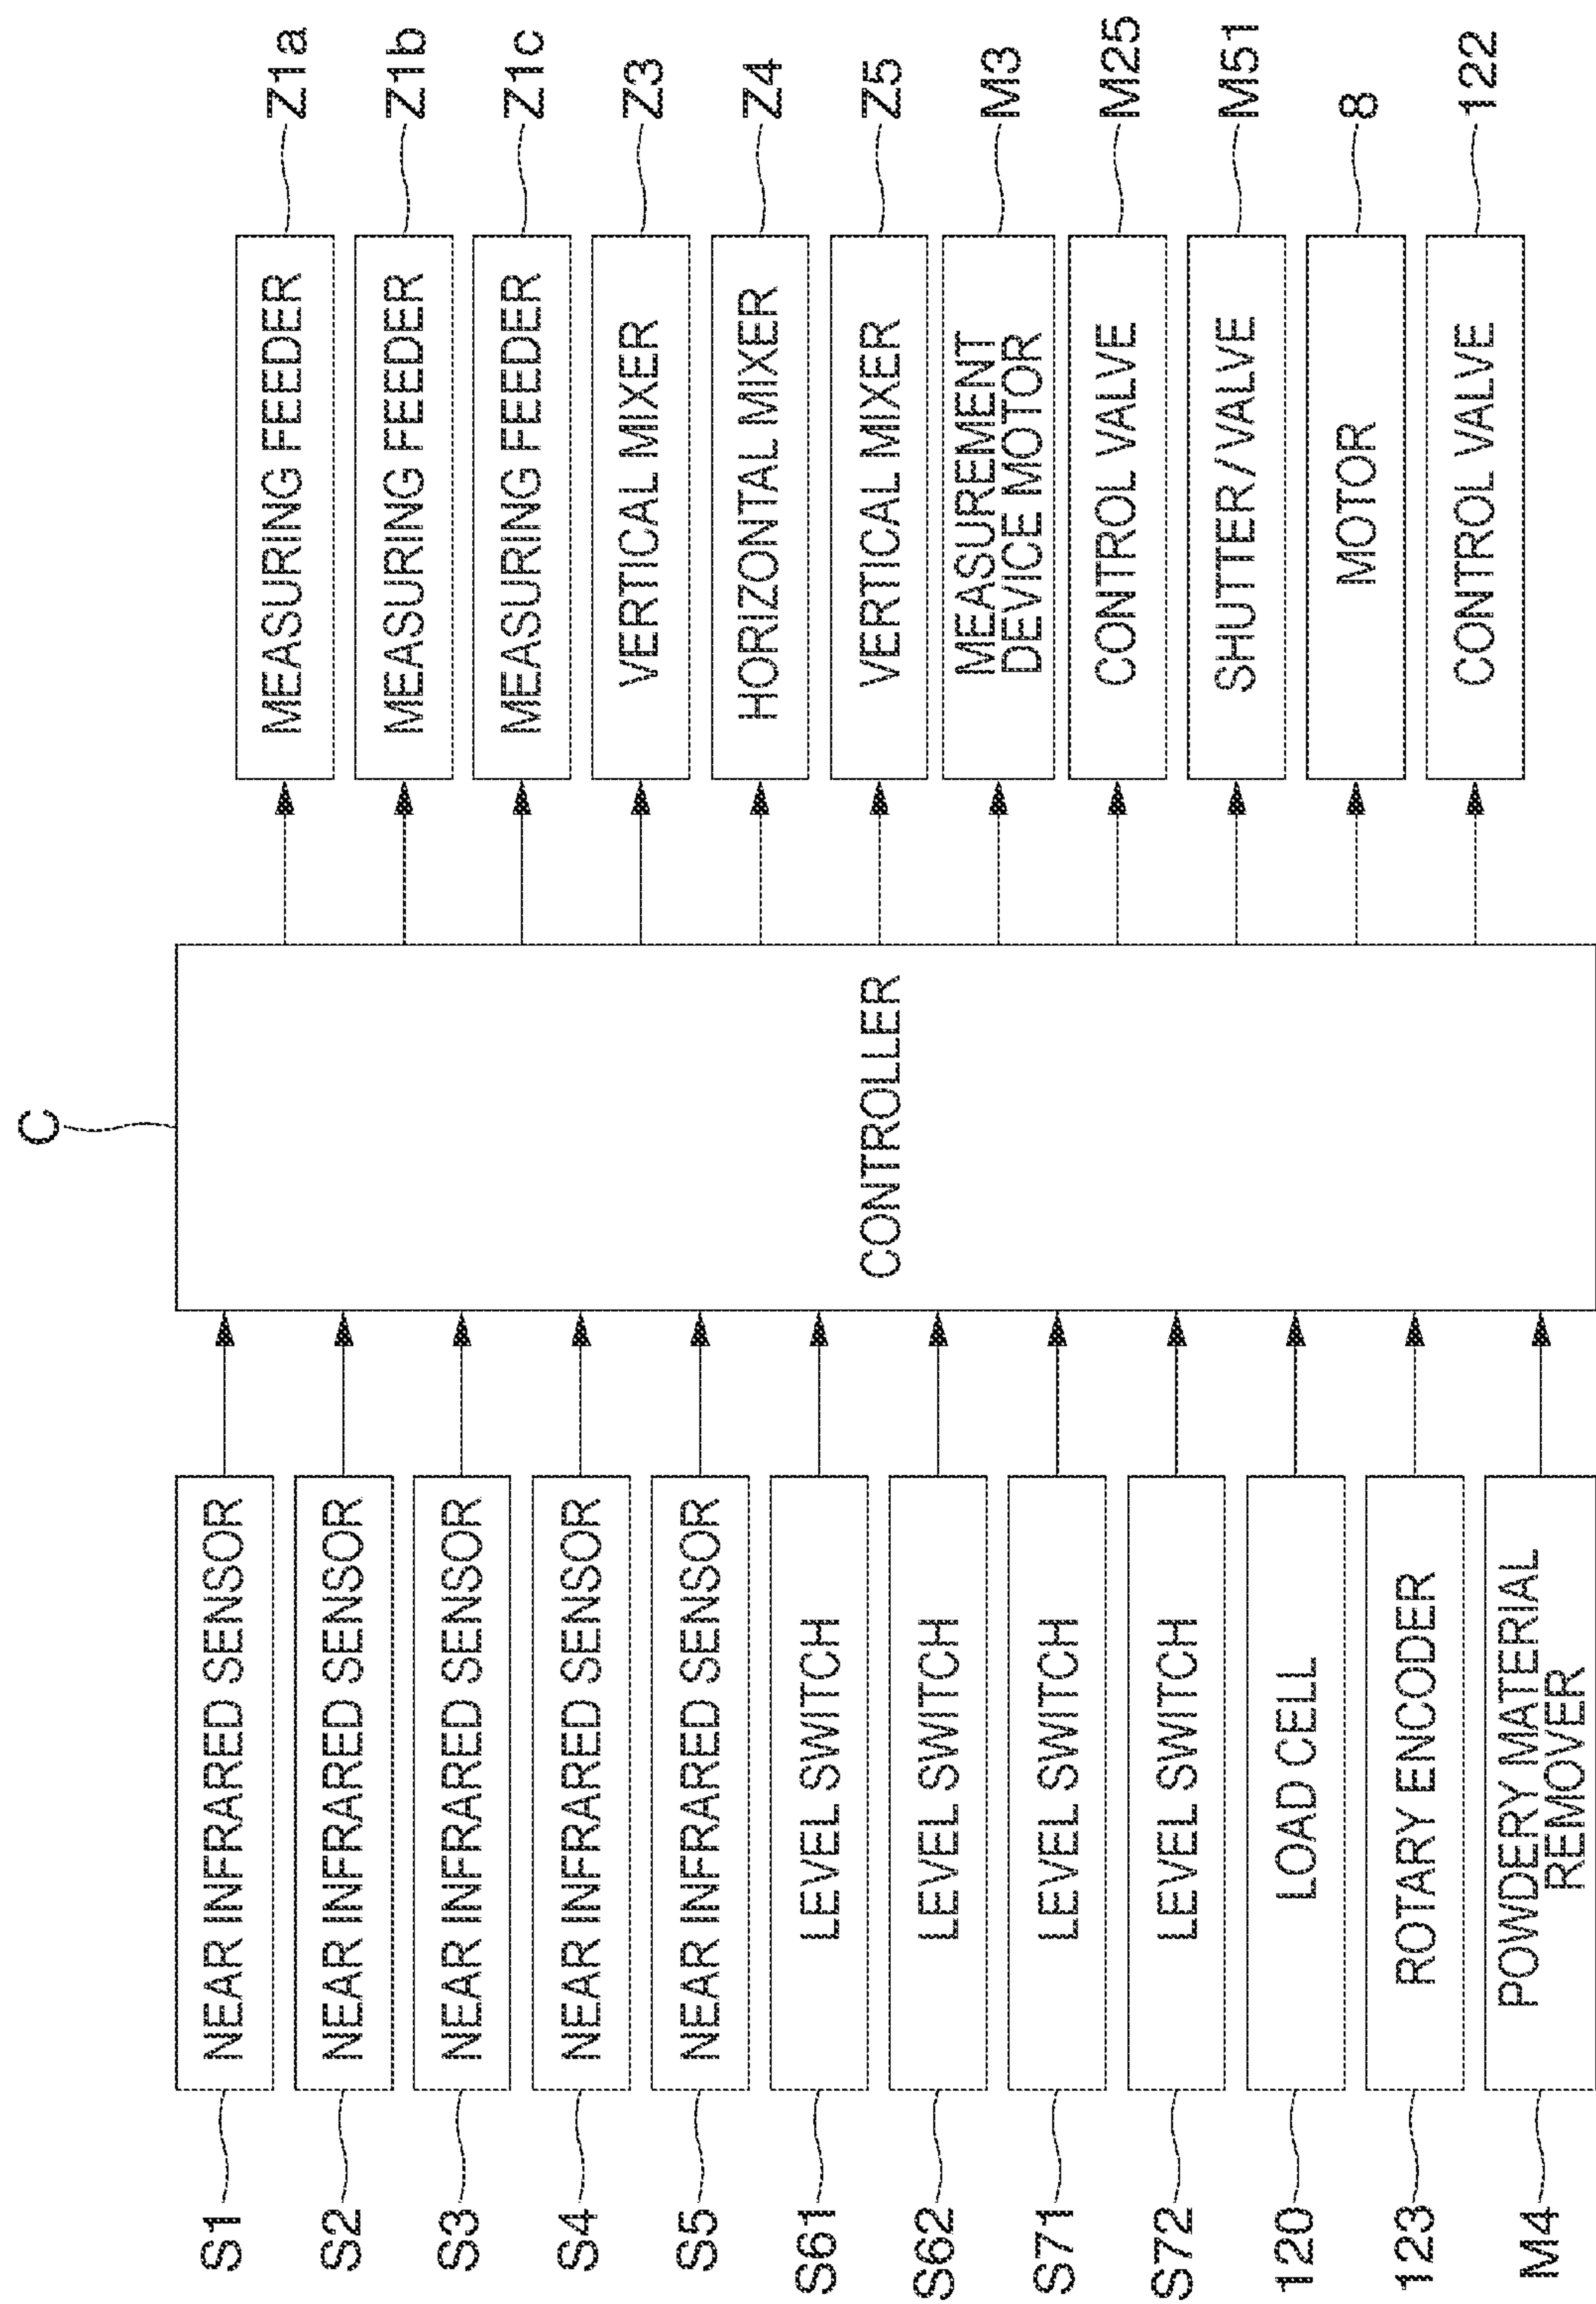 C
S1
NEAR INFRARED SENSOR
S2
NEAR INFRARED SENSOR
S3
NEAR INFRARED SENSOR
S4
NEAR INFRARED SENSOR
S5
NEAR INFRARED SENSOR
S61
LEVEL SWITCH
S62
LEVEL SWITCH
S71
LEVEL SWITCH
S72
LEVEL SWITCH
120
LOAD CELL
123
ROTARY ENCODER
M4
POWDERY MATERIAL
REMOVER
CONTROLLER
MEASURING FEEDER
Z1a
MEASURING FEEDER
Z1b
MEASURING FEEDER
Z1c
VERTICAL MIXER
Z3
HORIZONTAL MIXER
Z4
VERTICAL MIXER
Z5
MEASUREMENT
DEVICE MOTOR
M3
CONTROL VALVE
M25
SHUTTER/VALVE
M51
MOTOR
8
CONTROL VALVE
122